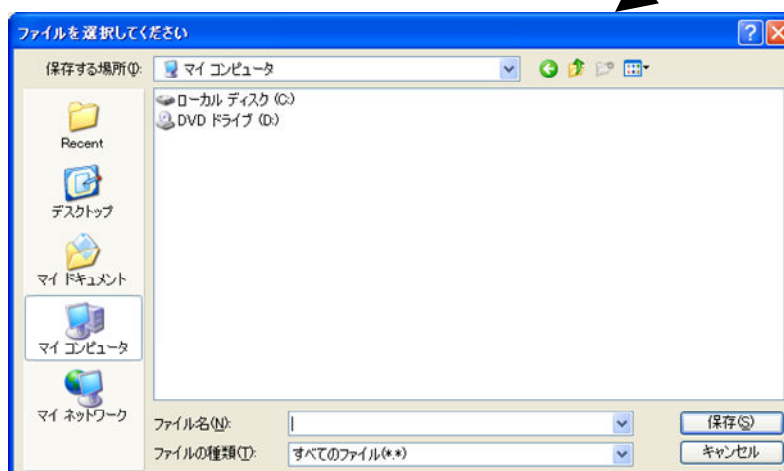 ファイルを選択してください
保存する場所(I):
マイ コンピュータ
ローカル ディスク (C:)
DVD ドライブ (D:)
Recent
デスクトップ
マイ ドキュメント
マイ コンピュータ
マイ ネットワーク
ファイル名(N):
保存(S)
ファイルの種類(T):
すべてのファイル(*.*)
キャンセル